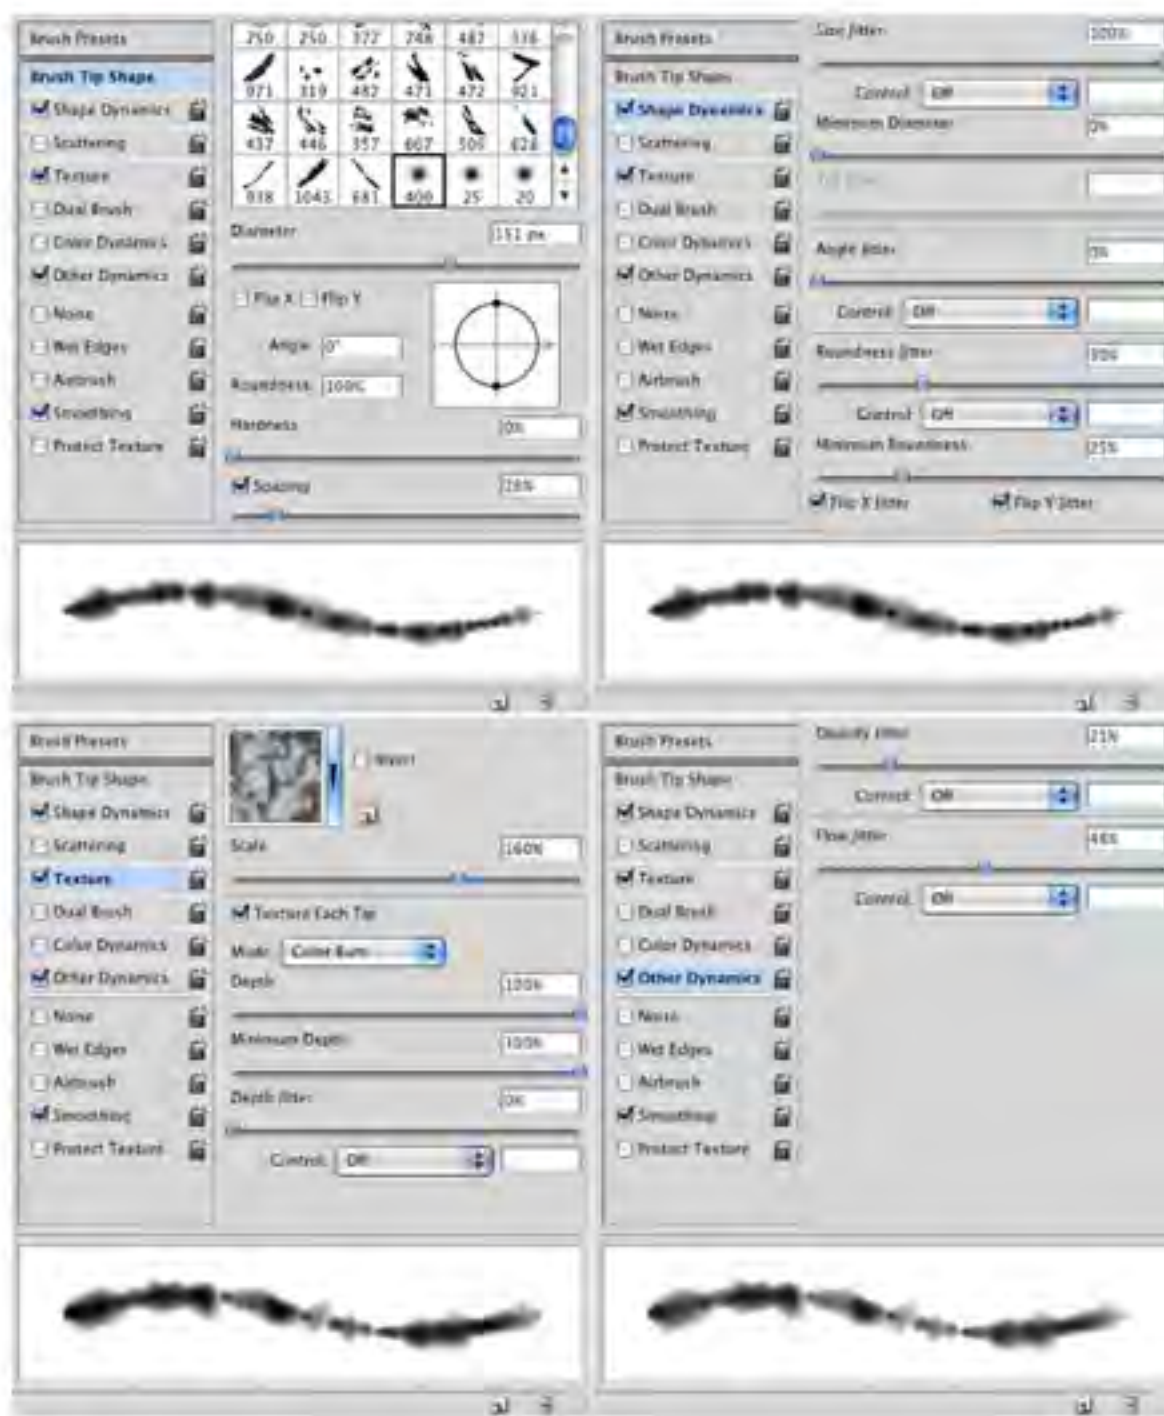 Brush Presets
Brush Tip Shape
Shape Dynamics
Scattering
Texture
Dual Brush
Color Dynamics
Other Dynamics
Noise
Wet Edges
Airbrush
Smoothing
Protect Texture
250 250 372 748 487 536
971 319 482 471 472 921
437 446 357 667 506 628
938 1043 681 400 25 20
Diameter 151 px
Flip X Flip Y
Angle: 0°
Roundness: 100%
Hardness 0%
Spacing 28%
Brush Presets
Brush Tip Shape
Shape Dynamics
Scattering
Texture
Dual Brush
Color Dynamics
Other Dynamics
Noise
Wet Edges
Airbrush
Smoothing
Protect Texture
Size Jitter 100%
Control: Off
Minimum Diameter 0%
Angle Jitter 0%
Control: Off
Roundness Jitter 30%
Control: Off
Minimum Roundness 25%
Flip X Jitter Flip Y Jitter
Brush Presets
Brush Tip Shape
Shape Dynamics
Scattering
Texture
Dual Brush
Color Dynamics
Other Dynamics
Noise
Wet Edges
Airbrush
Smoothing
Protect Texture
Invert
Scale 160%
Texture Each Tip
Mode: Color Burn
Depth 100%
Minimum Depth 100%
Depth Jitter 0%
Control: Off
Brush Presets
Brush Tip Shape
Shape Dynamics
Scattering
Texture
Dual Brush
Color Dynamics
Other Dynamics
Noise
Wet Edges
Airbrush
Smoothing
Protect Texture
Opacity Jitter 21%
Control: Off
Flow Jitter 48%
Control: Off